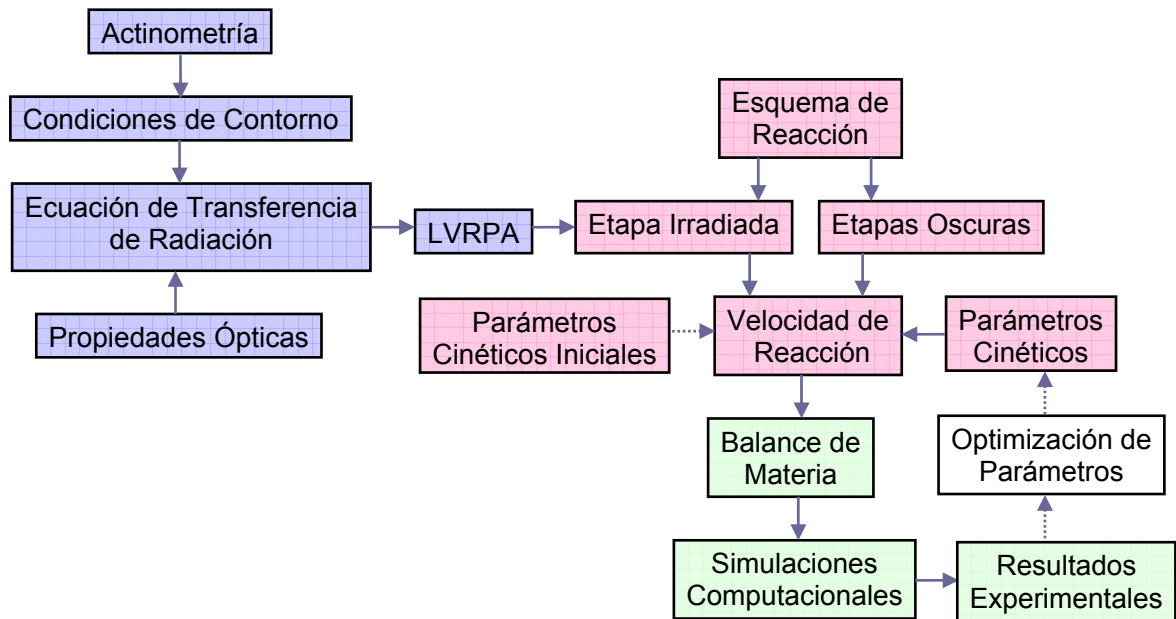 Actinometría
Condiciones de Contorno
Ecuación de Transferencia
de Radiación
Propiedades Ópticas
LVRPA
Esquema de
Reacción
Etapa Irradiada
Etapas Oscuras
Parámetros
Cinéticos Iniciales
Velocidad de
Reacción
Parámetros
Cinéticos
Balance de
Materia
Optimización de
Parámetros
Simulaciones
Computacionales
Resultados
Experimentales